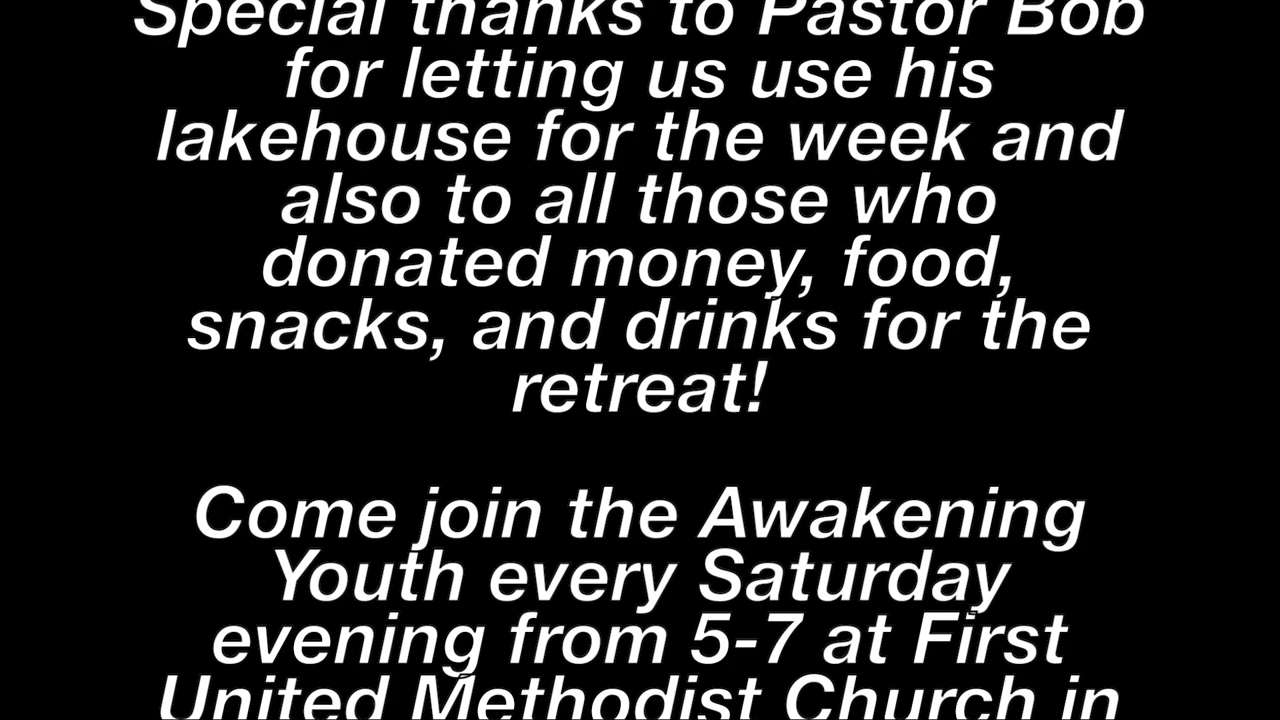 Special thanks to Pastor Bob
for letting us use his
lakehouse for the week and
also to all those who
donated money, food,
snacks, and drinks for the
retreat!
Come join the Awakening
Youth every Saturday
evening from 5-7 at First
United Methodist Church in